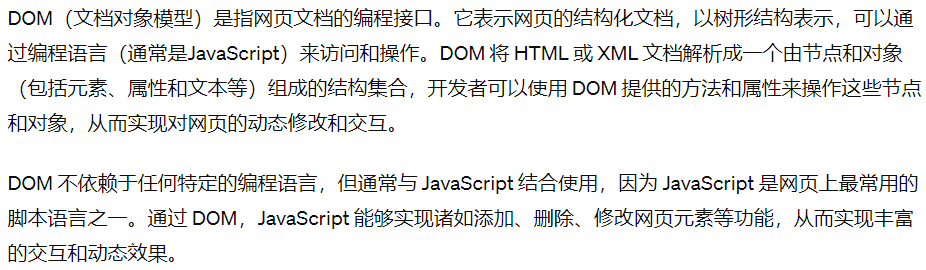 DOM（文档对象模型）是指网页文档的编程接口。它表示网页的结构化文档，以树形结构表示，可以通
过编程语言（通常是JavaScript）来访问和操作。DOM 将 HTML 或 XML 文档解析成一个由节点和对象
（包括元素、属性和文本等）组成的结构集合，开发者可以使用 DOM 提供的方法和属性来操作这些节点
和对象，从而实现对网页的动态修改和交互。
DOM 不依赖于任何特定的编程语言，但通常与 JavaScript 结合使用，因为 JavaScript 是网页上最常用的
脚本语言之一。通过 DOM，JavaScript 能够实现诸如添加、删除、修改网页元素等功能，从而实现丰富
的交互和动态效果。